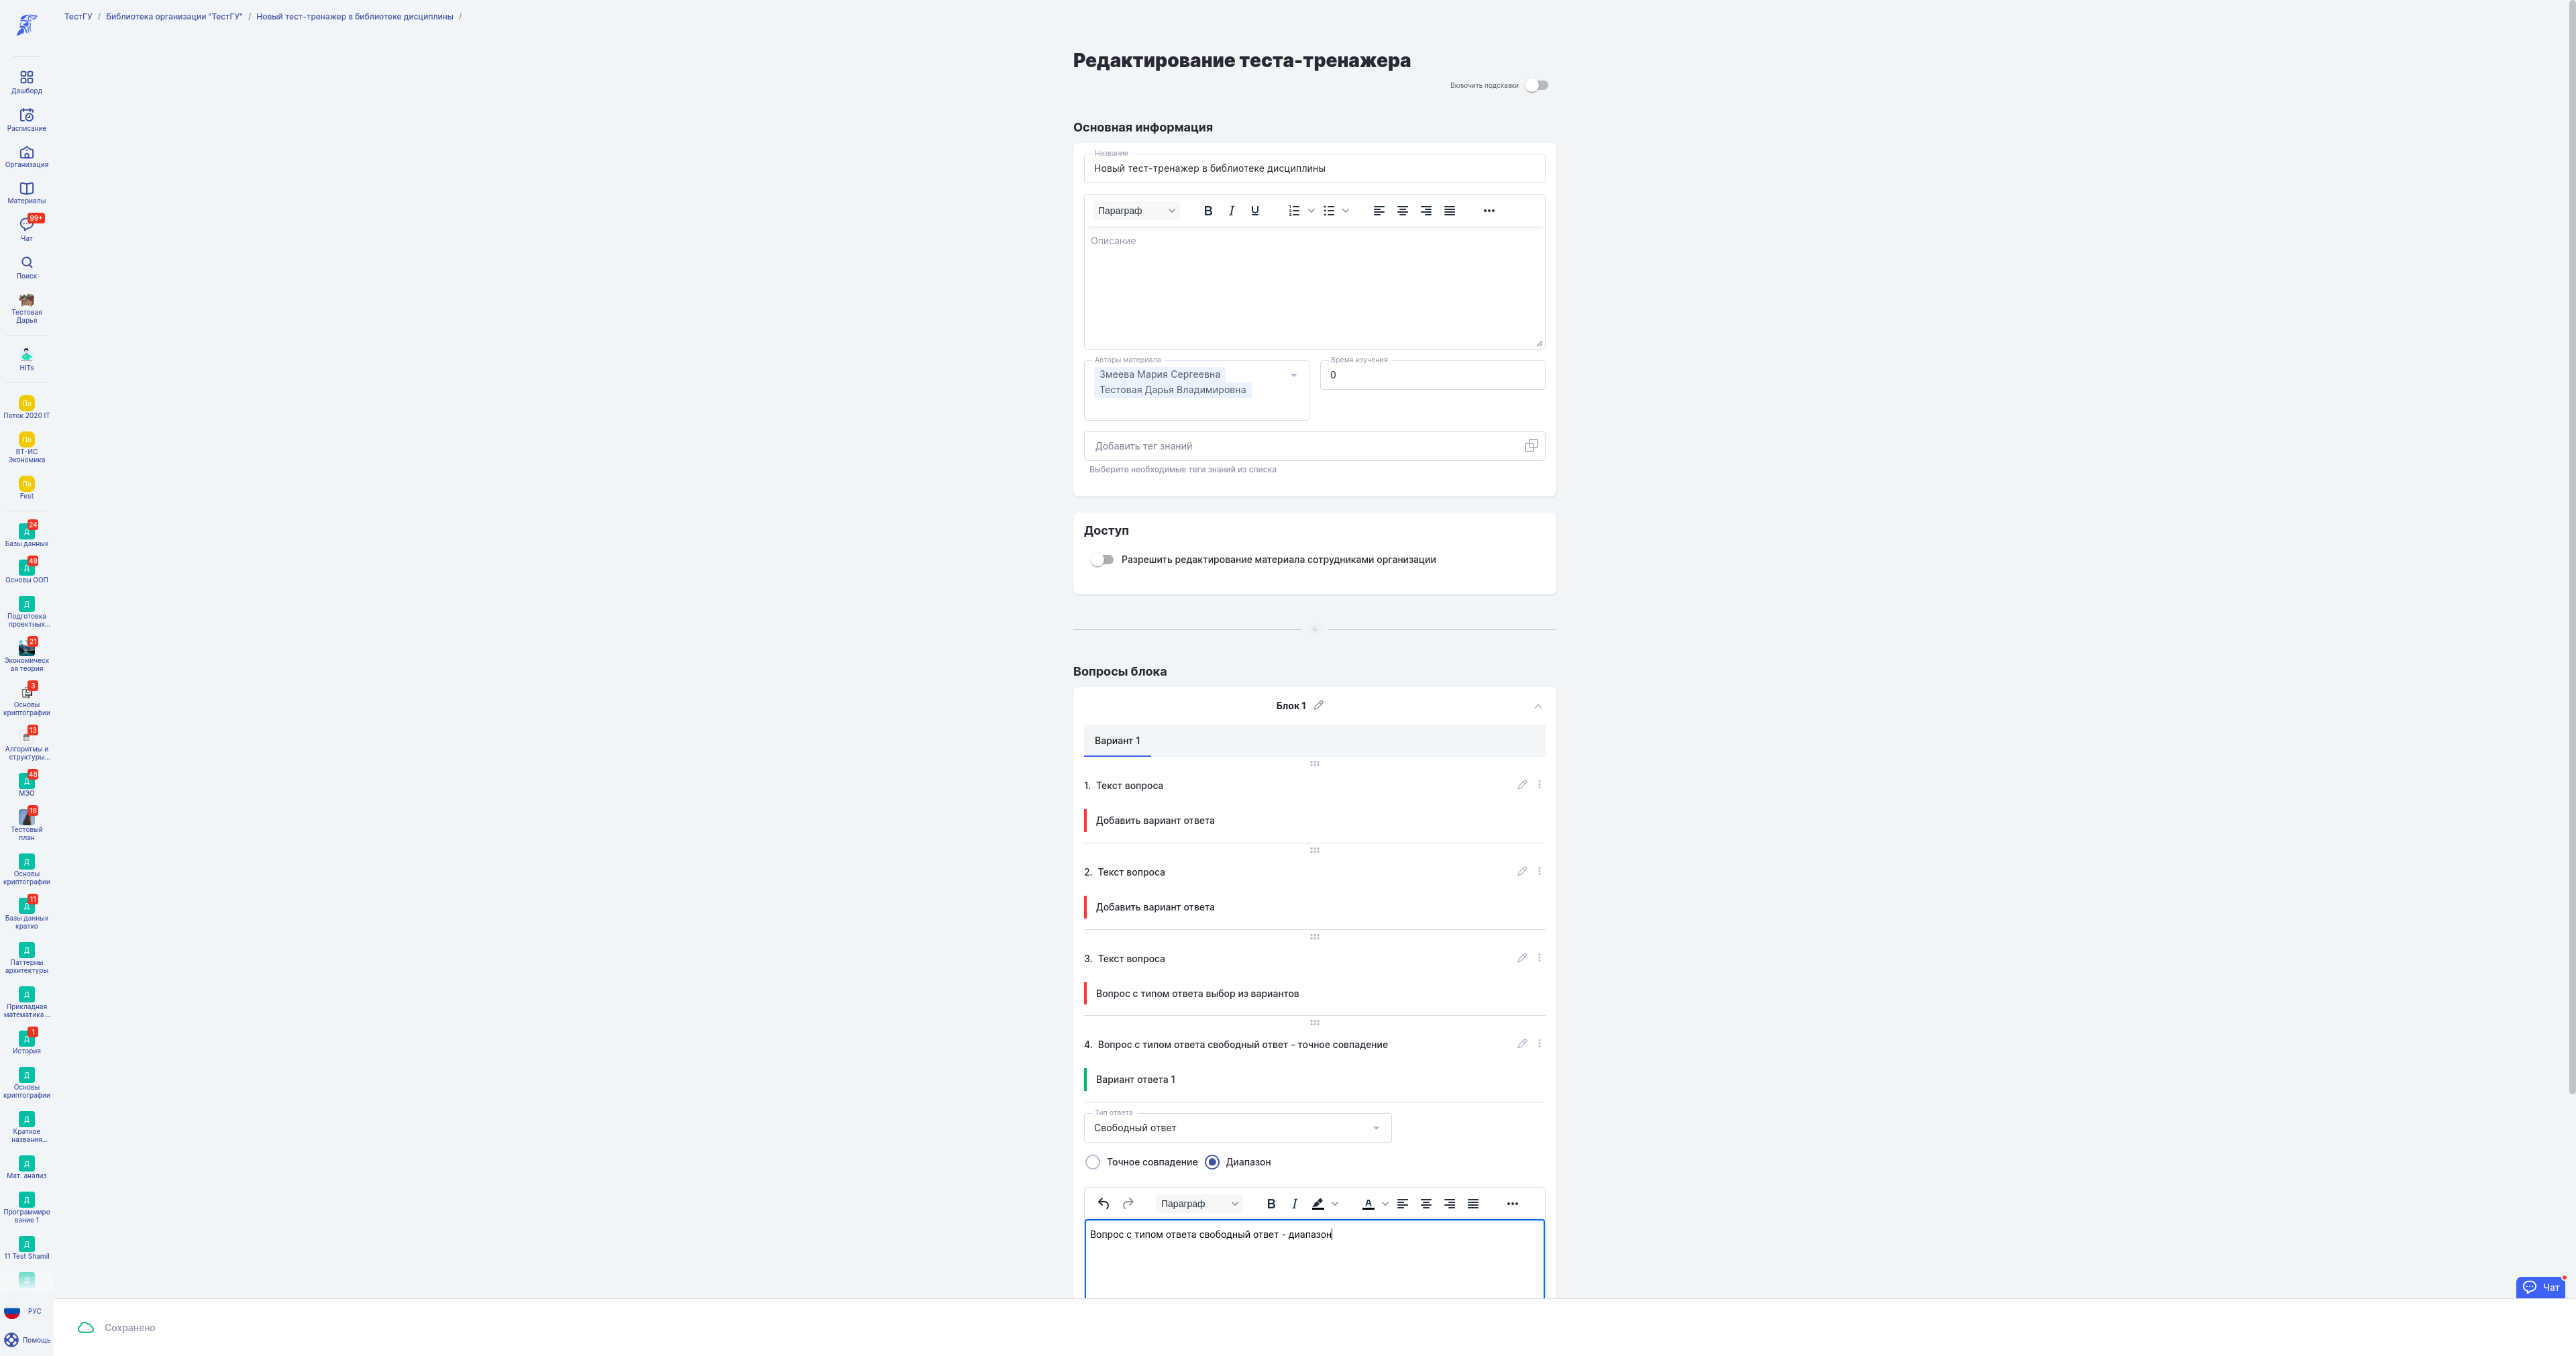 ТестГУ / Библиотека организации "ТестГУ" / Новый тест-тренажер в библиотеке дисциплины /
Дашборд
Расписание
Организация
Материалы
99+
Чат
Поиск
Тестовая
Дарья
HITs
По
Поток 2020 IT
По
ВТ-ИС
Экономика
По
Fest
24
Д
Базы данных
49
Д
Основы ООП
Д
Подготовка
проектных...
21
Экономическ
ая теория
3
Основы
криптографии
13
Алгоритмы и
структуры...
48
Д
МЭО
18
Тестовый
план
Д
Основы
криптографии
11
Д
Базы данных
кратко
Д
Паттерны
архитектуры
Д
Прикладная
математика ...
1
Д
История
Д
Основы
криптографии
Д
Краткое
названия...
Д
Мат. анализ
Д
Программиро
вание 1
Д
11 Test Shamil
Д
РУС
Помощь
Редактирование теста-тренажера
Включить подсказки
Основная информация
Название
Новый тест-тренажер в библиотеке дисциплины
Параграф
Описание
Авторы материала
Змеева Мария Сергеевна
Тестовая Дарья Владимировна
Время изучения
0
Добавить тег знаний
Выберите необходимые теги знаний из списка
Доступ
Разрешить редактирование материала сотрудниками организации
Вопросы блока
Блок 1
Вариант 1
1. Текст вопроса
Добавить вариант ответа
2. Текст вопроса
Добавить вариант ответа
3. Текст вопроса
Вопрос с типом ответа выбор из вариантов
4. Вопрос с типом ответа свободный ответ - точное совпадение
Вариант ответа 1
Тип ответа
Свободный ответ
Точное совпадение Диапазон
Параграф
Вопрос с типом ответа свободный ответ - диапазон
Чат
Сохранено